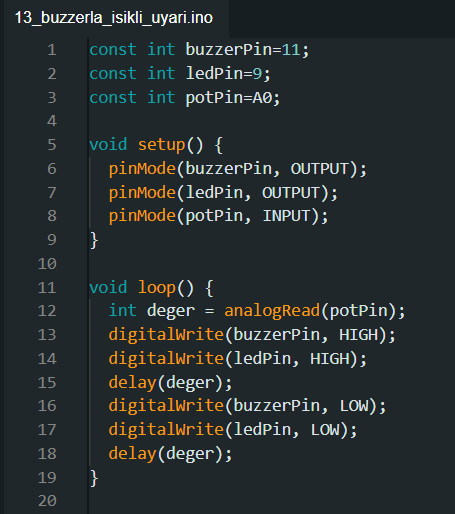 13_buzzerla_isikli_uyari.ino
1 const int buzzerPin=11;
2 const int ledPin=9;
3 const int potPin=A0;
4
5 void setup() {
6   pinMode(buzzerPin, OUTPUT);
7   pinMode(ledPin, OUTPUT);
8   pinMode(potPin, INPUT);
9 }
10
11 void loop() {
12   int deger = analogRead(potPin);
13   digitalWrite(buzzerPin, HIGH);
14   digitalWrite(ledPin, HIGH);
15   delay(deger);
16   digitalWrite(buzzerPin, LOW);
17   digitalWrite(ledPin, LOW);
18   delay(deger);
19 }
20